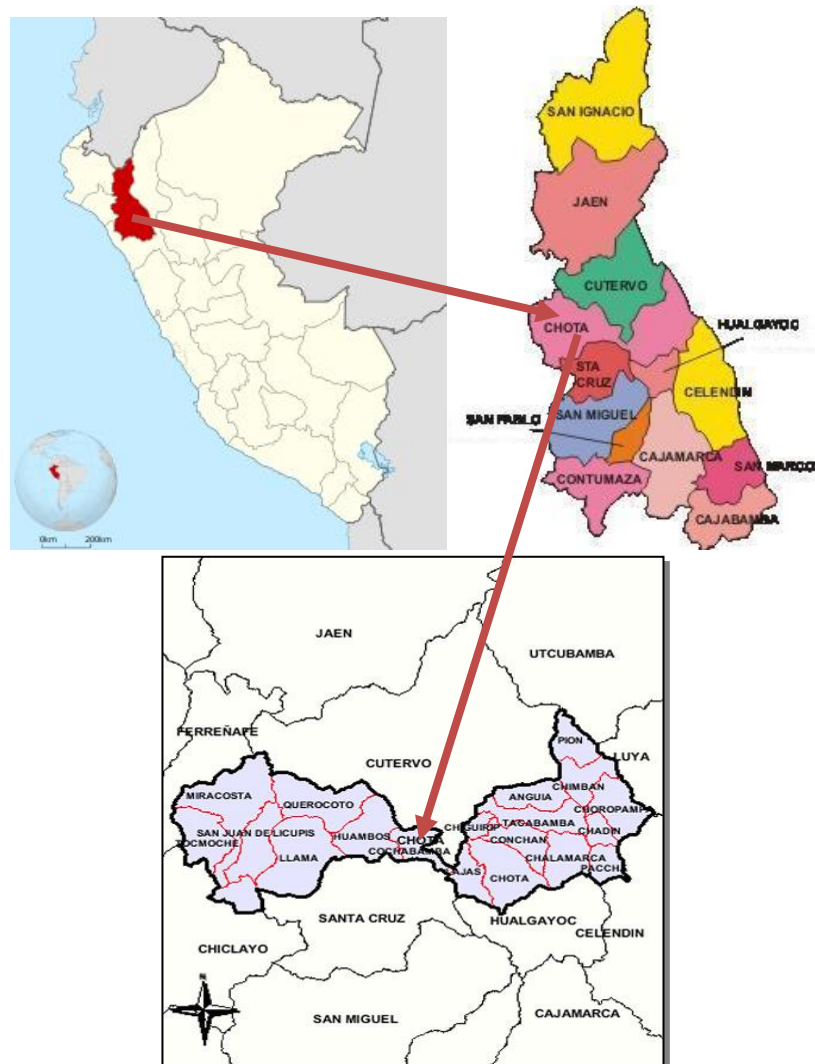 0km 200km
SAN IGNACIO
JAEN
CUTERVO
HUALGAYOC
CHOTA
STA
CRUZ
CELENDIN
SAN PABLO
SAN MIGUEL
CAJAMARCA
SAN MARCOS
CONTUMAZA
CAJABAMBA
JAEN
UTCUBAMBA
FERREÑAFE
PION
LUYA
CUTERVO
MIRACOSTA
QUEROCOTO
ANGUIA
CHIMBAN
CHOROPAMP
SAN JUAN DE LICUPIS
TOCMOCHE
HUAMBOS
CHOTA
CHIGUIRIP
TACABAMBA
CHADIN
COCHABAMBA
CONCHAN
LLAMA
LAJAS
CHOTA
CHALAMARCA
PACCHA
SANTA CRUZ
HUALGAYOC
CELENDIN
CHICLAYO
N
SAN MIGUEL
CAJAMARCA